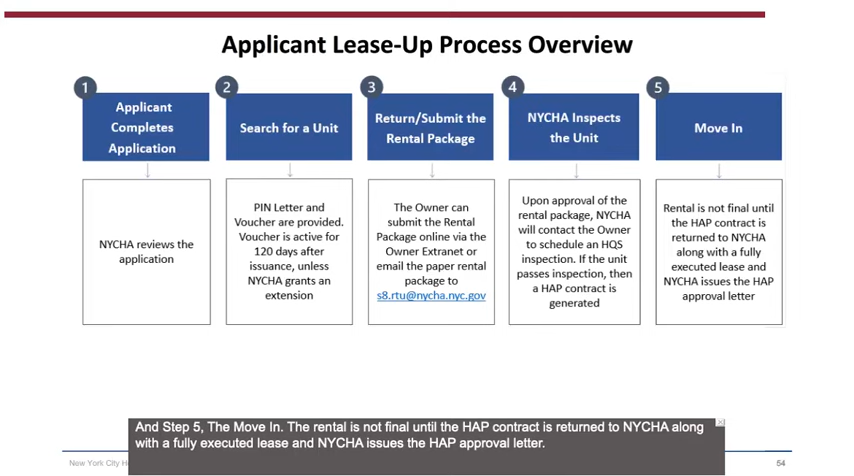 Applicant Lease-Up Process Overview
1
Applicant
Completes
Application
NYCHA reviews the
application
2
Search for a Unit
PIN Letter and
Voucher are provided.
Voucher is active for
120 days after
issuance, unless
NYCHA grants an
extension
3
Return/Submit the
Rental Package
The Owner can
submit the Rental
Package online via the
Owner Extranet or
email the paper rental
package to
s8.rtu@nycha.nyc.gov
4
NYCHA Inspects
the Unit
Upon approval of the
rental package, NYCHA
will contact the Owner
to schedule an HQS
inspection. If the unit
passes inspection, then
a HAP contract is
generated
5
Move In
Rental is not final until
the HAP contract is
returned to NYCHA
along with a fully
executed lease and
NYCHA issues the HAP
approval letter
And Step 5, The Move In. The rental is not final until the HAP contract is returned to NYCHA along
with a fully executed lease and NYCHA issues the HAP approval letter.
New York City H
54